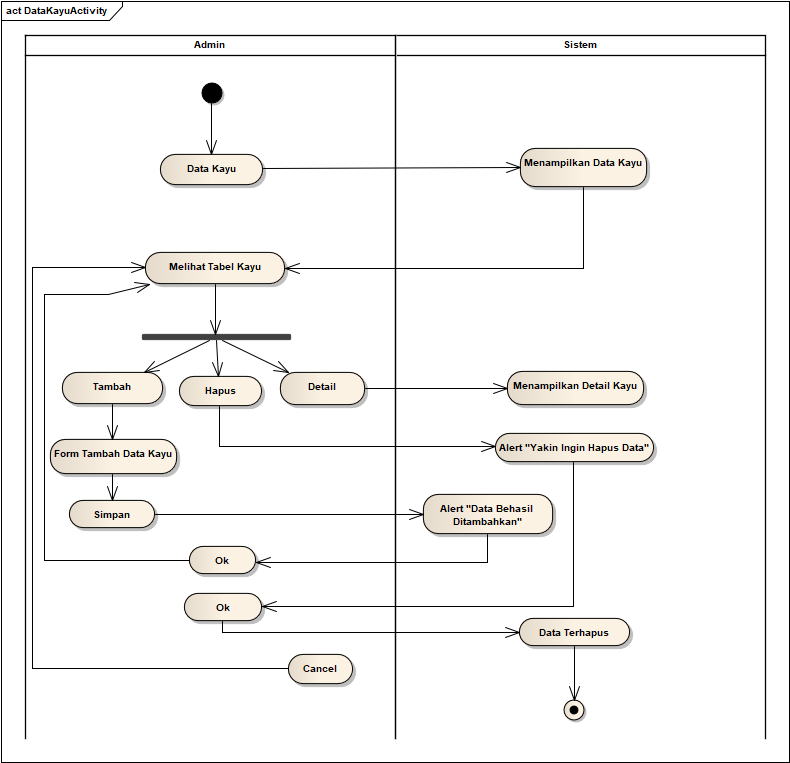 act DataKayuActivity
Admin
Sistem
Data Kayu
Menampilkan Data Kayu
Melihat Tabel Kayu
Tambah
Hapus
Detail
Menampilkan Detail Kayu
Form Tambah Data Kayu
Alert "Yakin Ingin Hapus Data"
Simpan
Alert "Data Behasil
Ditambahkan"
Ok
Ok
Data Terhapus
Cancel